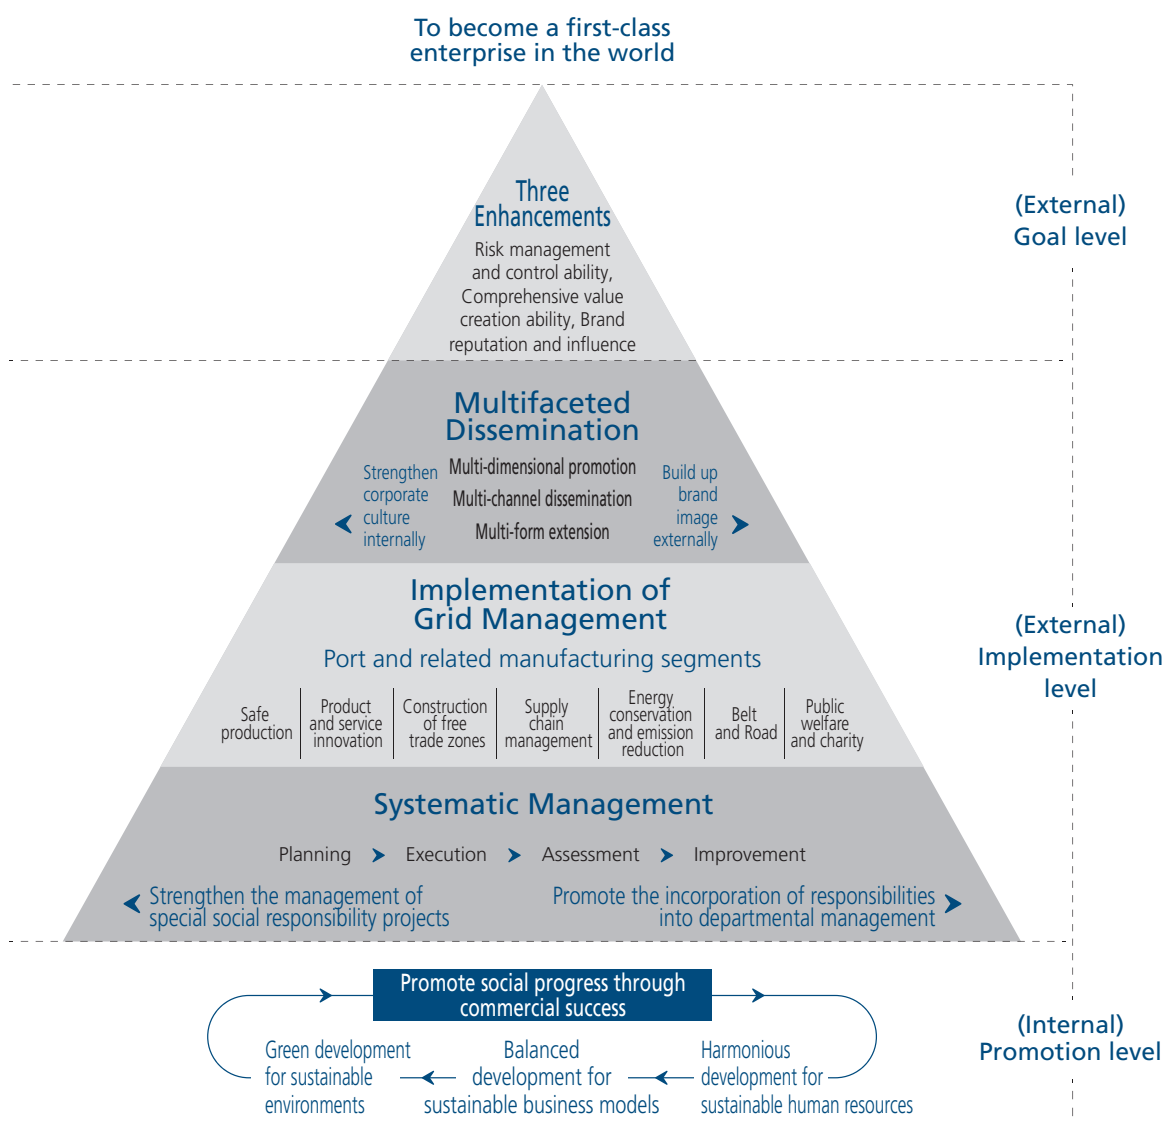 To become a first-class
enterprise in the world
Three
Enhancements
Risk management
and control ability,
Comprehensive value
creation ability, Brand
reputation and influence
(External)
Goal level
Multifaceted
Dissemination
Strengthen
corporate
culture
internally
Multi-dimensional promotion
Multi-channel dissemination
Multi-form extension
Build up
brand
image
externally
Implementation of
Grid Management
Port and related manufacturing segments
Safe
production
Product
and service
innovation
Construction
of free
trade zones
Supply
chain
management
Energy
conservation
and emission
reduction
Belt
and Road
Public
welfare
and charity
(External)
Implementation
level
Systematic Management
Planning
Execution
Assessment
Improvement
Strengthen the management of
special social responsibility projects
Promote the incorporation of responsibilities
into departmental management
Promote social progress through
commercial success
Green development
for sustainable
environments
Balanced
development for
sustainable business models
Harmonious
development for
sustainable human resources
(Internal)
Promotion level